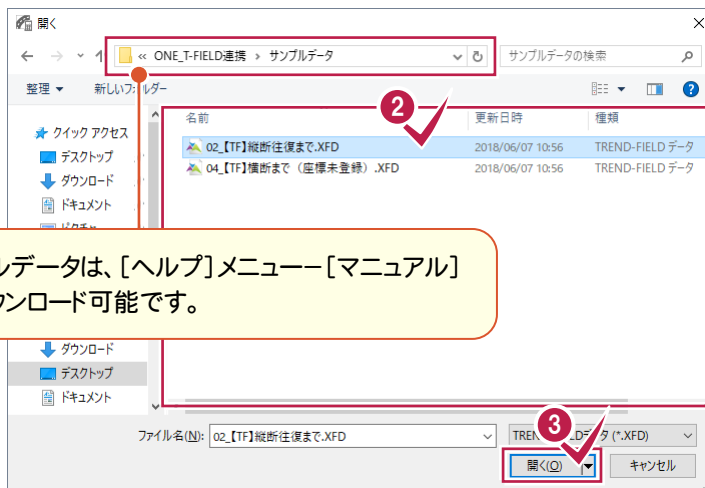 開く
« ONE_T-FIELD連携 › サンプルデータ
サンプルデータの検索
整理 新しいフォルダー
2
名前 更新日時 種類
クイック アクセス
02_【TF】縦断往復まで.XFD 2018/06/07 10:56 TREND-FIELD データ
デスクトップ
04_【TF】横断まで（座標未登録）.XFD 2018/06/07 10:56 TREND-FIELD データ
ダウンロード
ドキュメント
ルデータは、［ヘルプ］メニュー－［マニュアル］
ウンロード可能です。
ダウンロード
デスクトップ
ドキュメント
3
ファイル名(N): 02_【TF】縦断往復まで.XFD
(*.XFD)
開く(O) キャンセル